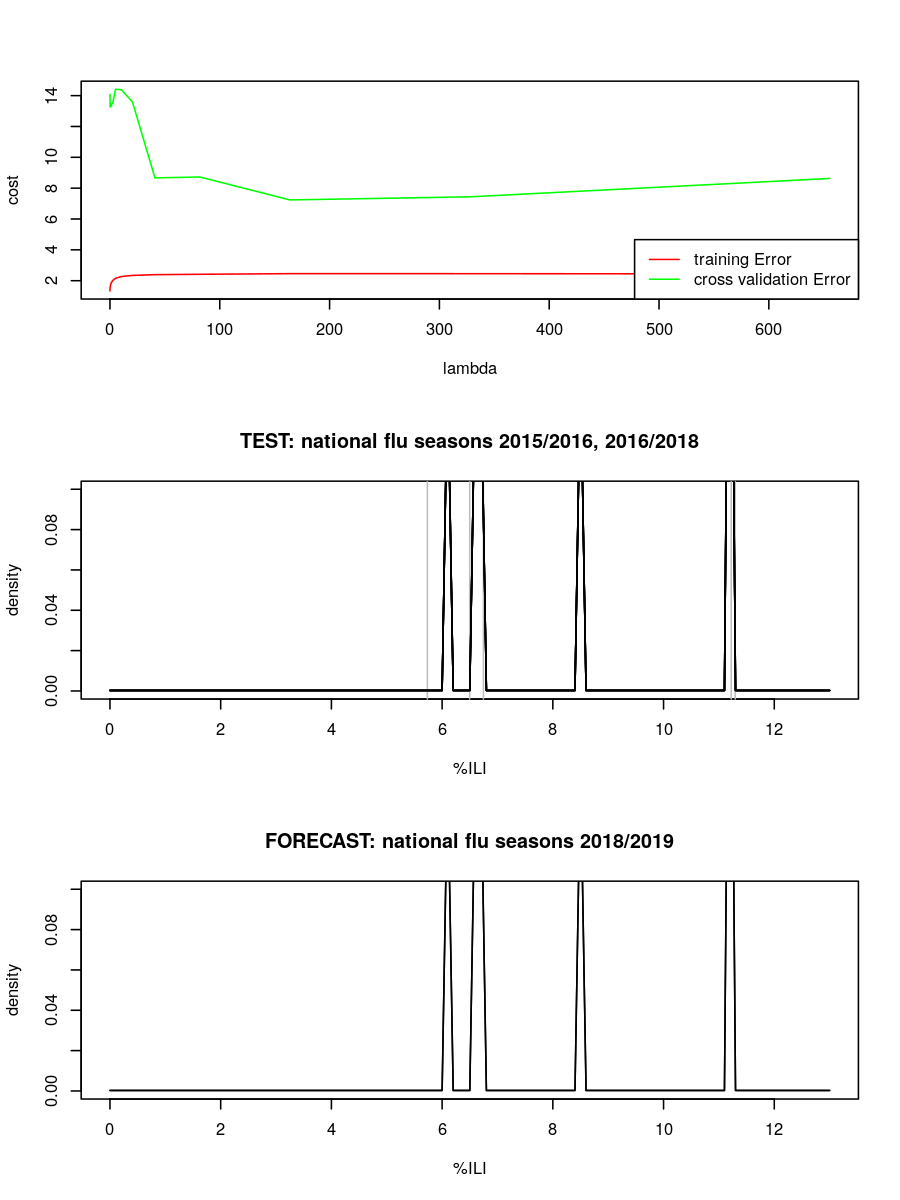 14
10
8
6
4
2
cost
training Error
cross validation Error
0 100 200 300 400 500 600
lambda
TEST: national flu seasons 2015/2016, 2016/2018
0.08
0.04
0.00
density
0 2 4 6 8 10 12
%ILI
FORECAST: national flu seasons 2018/2019
0.08
0.04
0.00
density
0 2 4 6 8 10 12
%ILI